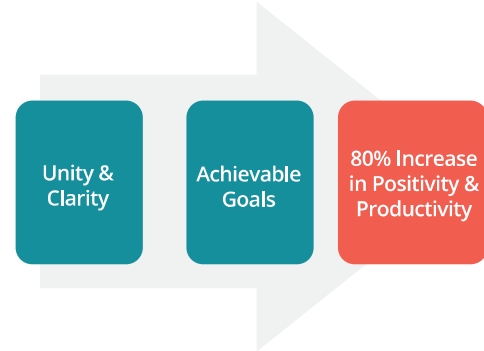 Unity &
Clarity
Achievable
Goals
80% Increase
in Positivity &
Productivity